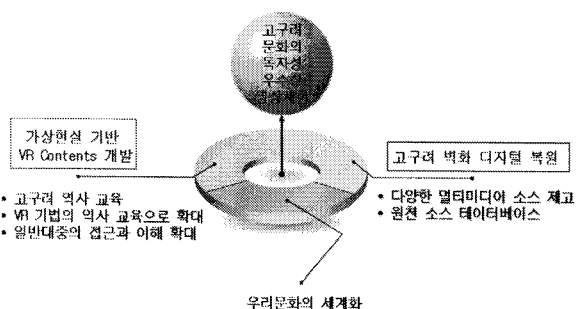 고구려
문화의
독자성
가상현실 기반
VR Contents 개발
• 고구려 역사 교육
• VR 기법의 역사 교육으로 확대
• 일반대중의 접근과 이해 확대
고구려 벽화 디지털 복원
• 다양한 멀티미디어 소스 제고
• 원천 소스 데이터베이스
우리문화의 세계화